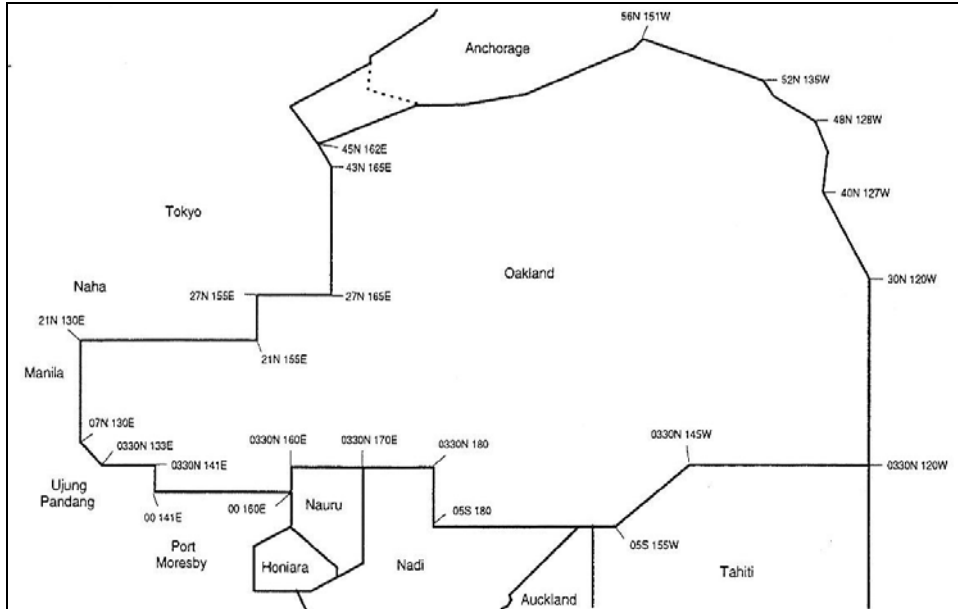 56N 151W
Anchorage
52N 135W
48N 128W
45N 162E
43N 165E
40N 127W
Tokyo
Oakland
30N 120W
Naha
27N 155E
27N 165E
21N 130E
21N 155E
Manila
07N 130E
0330N 133E
0330N 160E
0330N 170E
0330N 180
0330N 145W
0330N 141E
0330N 120W
Ujung
Pandang
00 141E
00 160E
Nauru
05S 180
05S 155W
Port
Moresby
Honiara
Nadi
Tahiti
Auckland